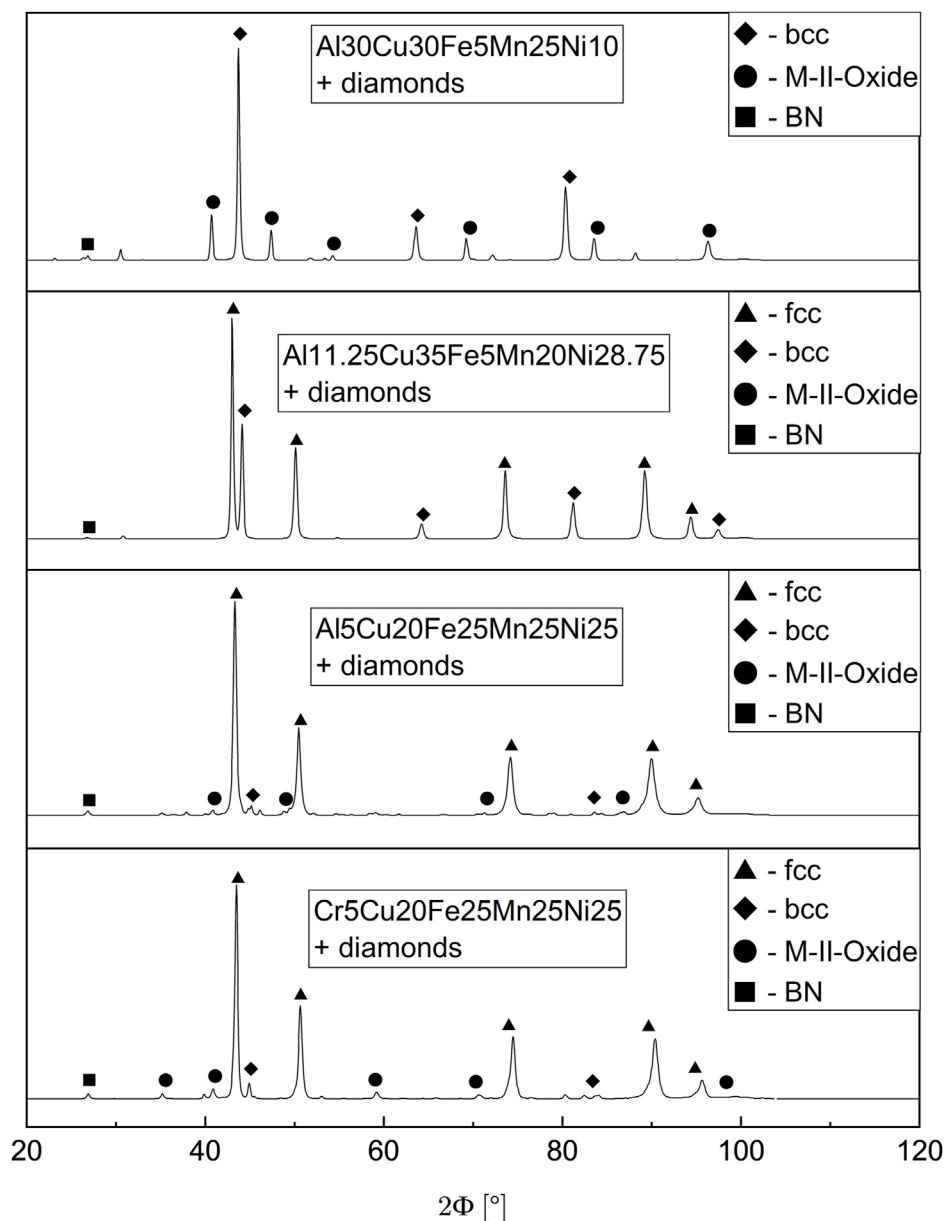 Al30Cu30Fe5Mn25Ni10
+ diamonds
- bcc
- M-II-Oxide
- BN
Al11.25Cu35Fe5Mn20Ni28.75
+ diamonds
- fcc
- bcc
- M-II-Oxide
- BN
Al5Cu20Fe25Mn25Ni25
+ diamonds
- fcc
- bcc
- M-II-Oxide
- BN
Cr5Cu20Fe25Mn25Ni25
+ diamonds
- fcc
- bcc
- M-II-Oxide
- BN
20 40 60 80 100 120
2Φ [°]